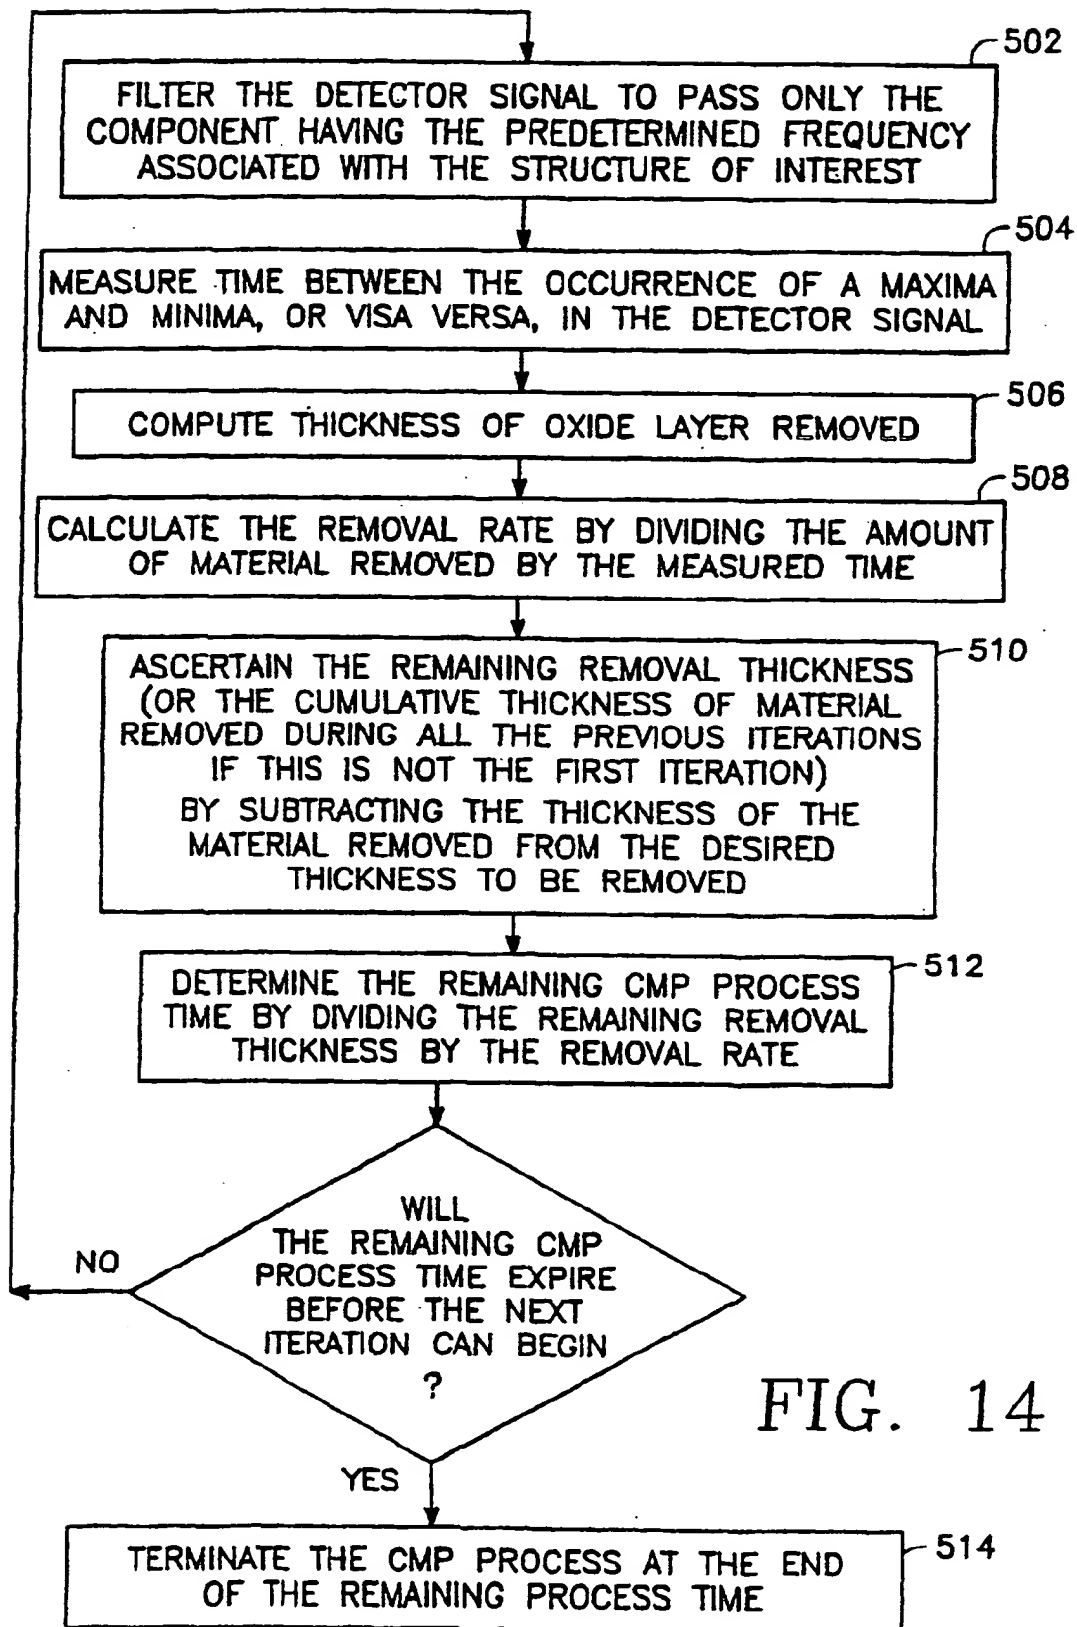 502
FILTER THE DETECTOR SIGNAL TO PASS ONLY THE
COMPONENT HAVING THE PREDETERMINED FREQUENCY
ASSOCIATED WITH THE STRUCTURE OF INTEREST
504
MEASURE TIME BETWEEN THE OCCURRENCE OF A MAXIMA
AND MINIMA, OR VISA VERSA, IN THE DETECTOR SIGNAL
506
COMPUTE THICKNESS OF OXIDE LAYER REMOVED
508
CALCULATE THE REMOVAL RATE BY DIVIDING THE AMOUNT
OF MATERIAL REMOVED BY THE MEASURED TIME
510
ASCERTAIN THE REMAINING REMOVAL THICKNESS
(OR THE CUMULATIVE THICKNESS OF MATERIAL
REMOVED DURING ALL THE PREVIOUS ITERATIONS
IF THIS IS NOT THE FIRST ITERATION)
BY SUBTRACTING THE THICKNESS OF THE
MATERIAL REMOVED FROM THE DESIRED
THICKNESS TO BE REMOVED
512
DETERMINE THE REMAINING CMP PROCESS
TIME BY DIVIDING THE REMAINING REMOVAL
THICKNESS BY THE REMOVAL RATE
WILL
THE REMAINING CMP
PROCESS TIME EXPIRE
BEFORE THE NEXT
ITERATION CAN BEGIN
?
NO
YES
FIG. 14
514
TERMINATE THE CMP PROCESS AT THE END
OF THE REMAINING PROCESS TIME